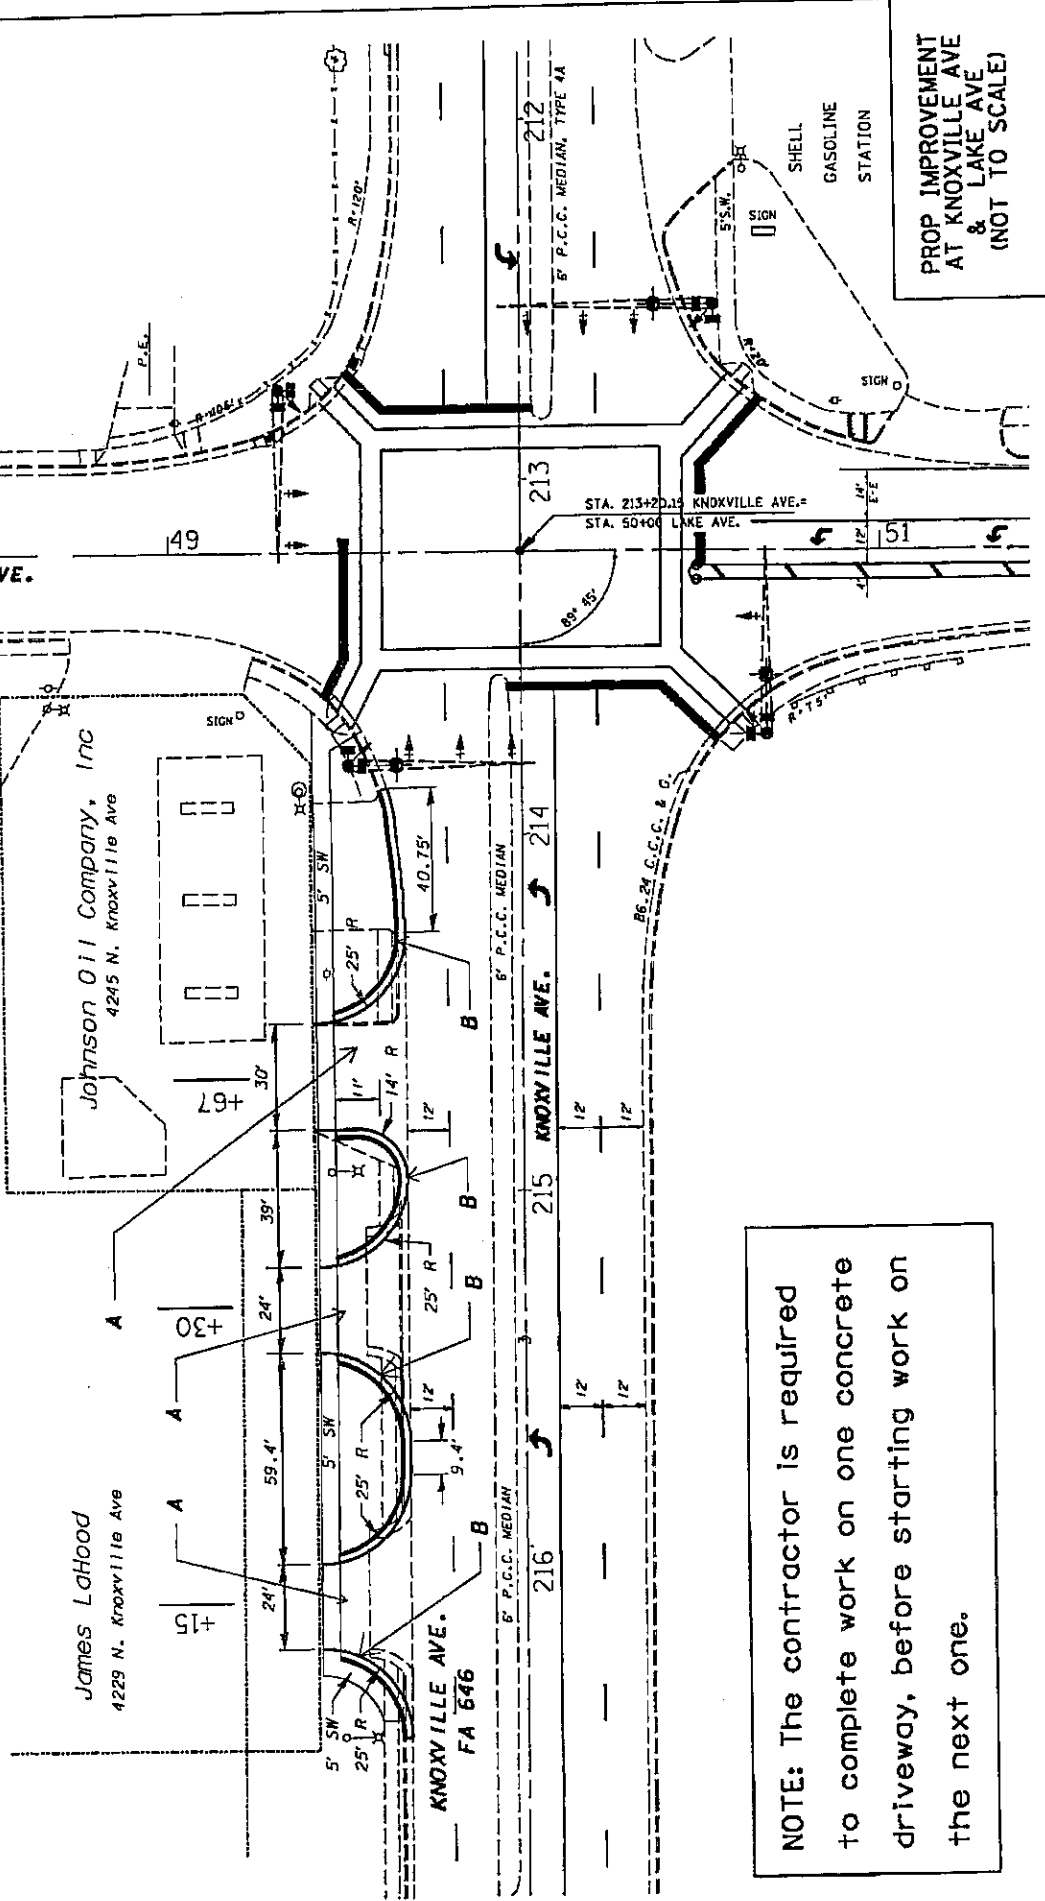 PROP IMPROVEMENT
AT KNOXVILLE AVE
& LAKE AVE
(NOT TO SCALE)
SHELL
GASOLINE
STATION
SIGN
5'S.W.
SIGN
R=20'
R=120'
P.E.
212
6' P.C.C. MEDIAN, TYPE 4A
213
STA. 213+20.15 KNOXVILLE AVE.=
STA. 50+00 LAKE AVE.
89° 45'
49
VE.
51
14'
E-E
12'
4'
R=75'
B6.24 C.C.C. & G.
SIGN
Johnson Oil Company, Inc
4245 N. Knoxville Ave
5' SW
25' R
40.75'
214
6' P.C.C. MEDIAN
KNOXVILLE AVE.
B
+67
30'
11'
14' R
12'
12'
12'
A
39'
B
215
25' R
B
+30
24'
A
59.4'
5' SW
25' R
12'
9.4'
12'
12'
James LaHood
4229 N. Knoxville Ave
A
+15
24'
B
6' P.C.C. MEDIAN
216
5' SW
25' R
KNOXVILLE AVE.
FA 646
NOTE: The contractor is required
to complete work on one concrete
driveway, before starting work on
the next one.